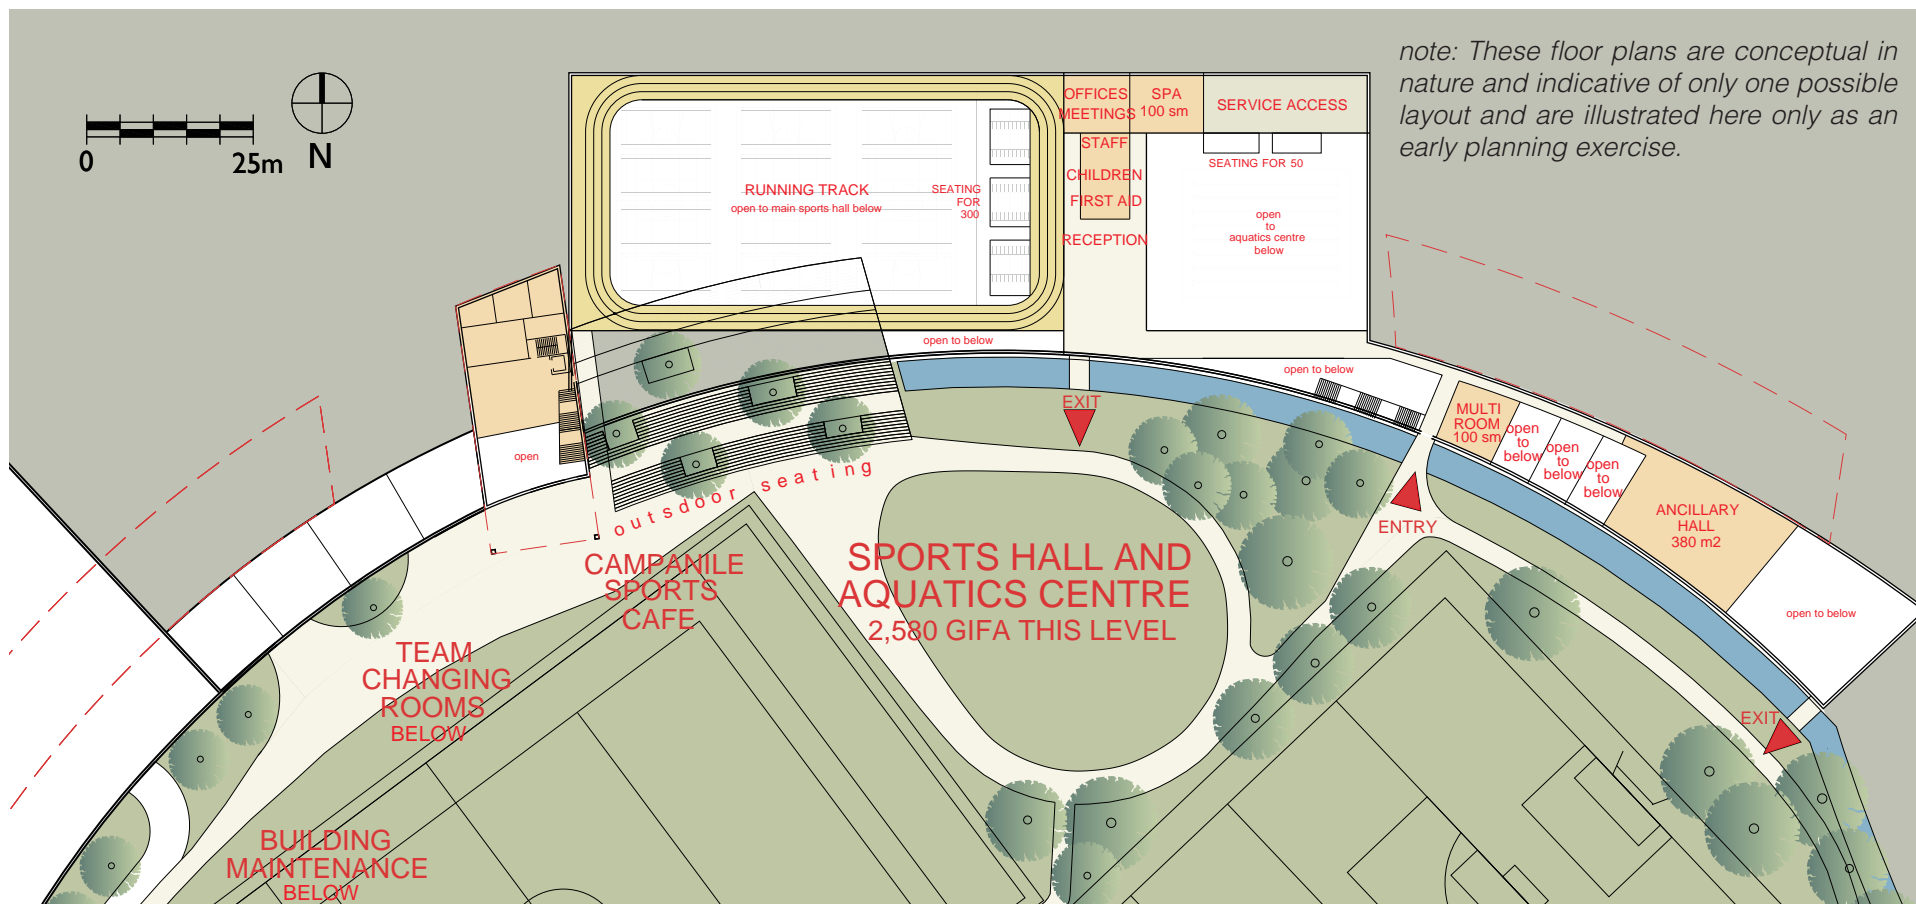 note: These floor plans are conceptual in
nature and indicative of only one possible
layout and are illustrated here only as an
early planning exercise.
0
25m
N
OFFICES
MEETINGS
SPA
100 sm
SERVICE ACCESS
STAFF
CHILDREN
FIRST AID
RECEPTION
SEATING FOR 50
RUNNING TRACK
open to main sports hall below
SEATING
FOR
300
open
to
aquatics centre
below
open to below
open to below
EXIT
MULTI
ROOM
100 sm
open
to
below
open
to
below
open
to
below
ANCILLARY
HALL
380 m2
open to below
open
outsdoor seating
ENTRY
CAMPANILE
SPORTS
CAFE
SPORTS HALL AND
AQUATICS CENTRE
2,580 GIFA THIS LEVEL
TEAM
CHANGING
ROOMS
BELOW
EXIT
BUILDING
MAINTENANCE
BELOW